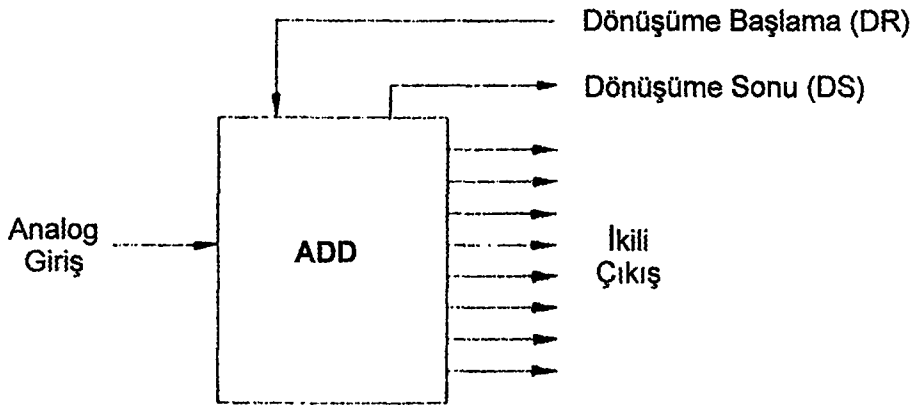 Dönüşüme Başlama (DR)
Dönüşüme Sonu (DS)
Analog
Giriş
ADD
İkili
Çıkış